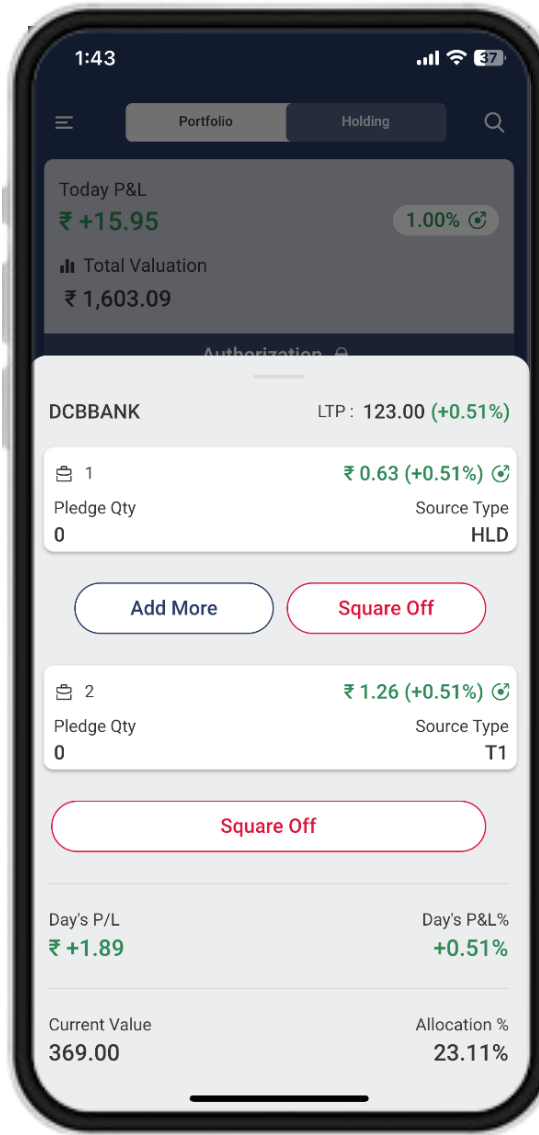 1:43
37
Portfolio Holding
Today P&L
₹ +15.95 1.00%
Total Valuation
₹ 1,603.09
Authorization
DCBBANK LTP : 123.00 (+0.51%)
1 ₹ 0.63 (+0.51%)
Pledge Qty Source Type
0 HLD
Add More Square Off
2 ₹ 1.26 (+0.51%)
Pledge Qty Source Type
0 T1
Square Off
Day's P/L Day's P&L%
₹ +1.89 +0.51%
Current Value Allocation %
369.00 23.11%